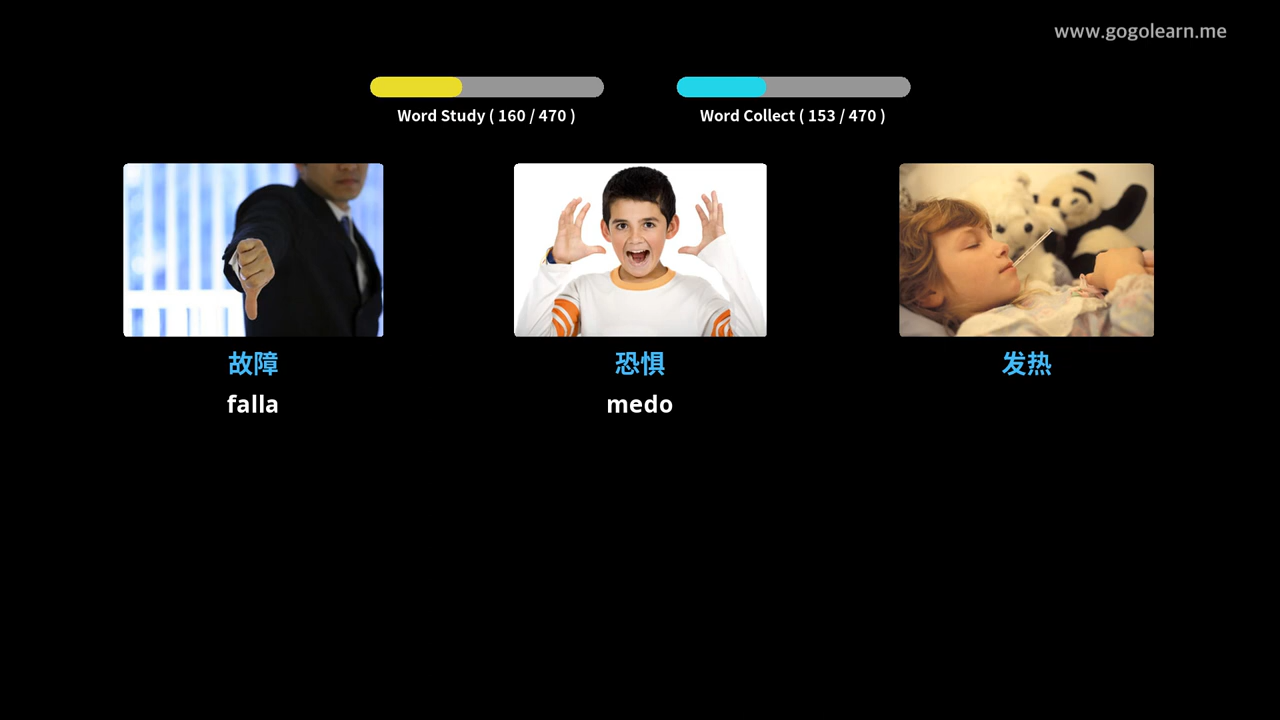 www.gogolearn.me
Word Study ( 160 / 470 )
Word Collect ( 153 / 470 )
故障
恐惧
发热
falla
medo